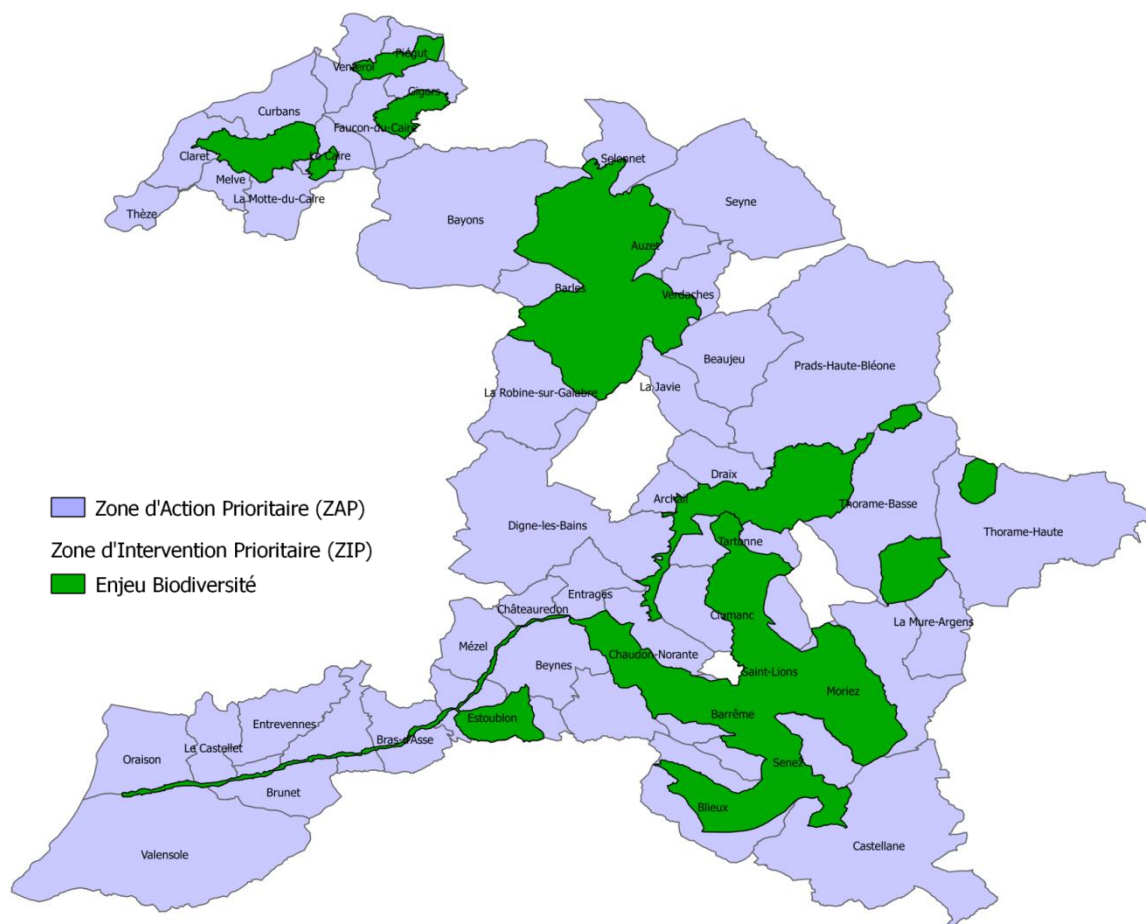 Piégut
Venterol
Gigors
Curbans
Faucon-du-Caire
Claret
Le Caire
Melve
La Motte-du-Caire
Thèze
Selonnet
Seyne
Bayons
Auzet
Barles
Verdaches
Beaujeu
Prads-Haute-Bléone
La Javie
La Robine-sur-Galabre
Draix
Archail
Thorame-Basse
Zone d'Action Prioritaire (ZAP)
Digne-les-Bains
Thorame-Haute
Tartonne
Zone d'Intervention Prioritaire (ZIP)
Enjeu Biodiversité
Entrages
Châteauredon
Clumanc
La Mure-Argens
Mézel
Chaudon-Norante
Beynes
Saint-Lions
Moriez
Barrême
Estoublon
Entrevennes
Bras-d'Asse
Le Castellet
Oraison
Senez
Brunet
Blieux
Castellane
Valensole